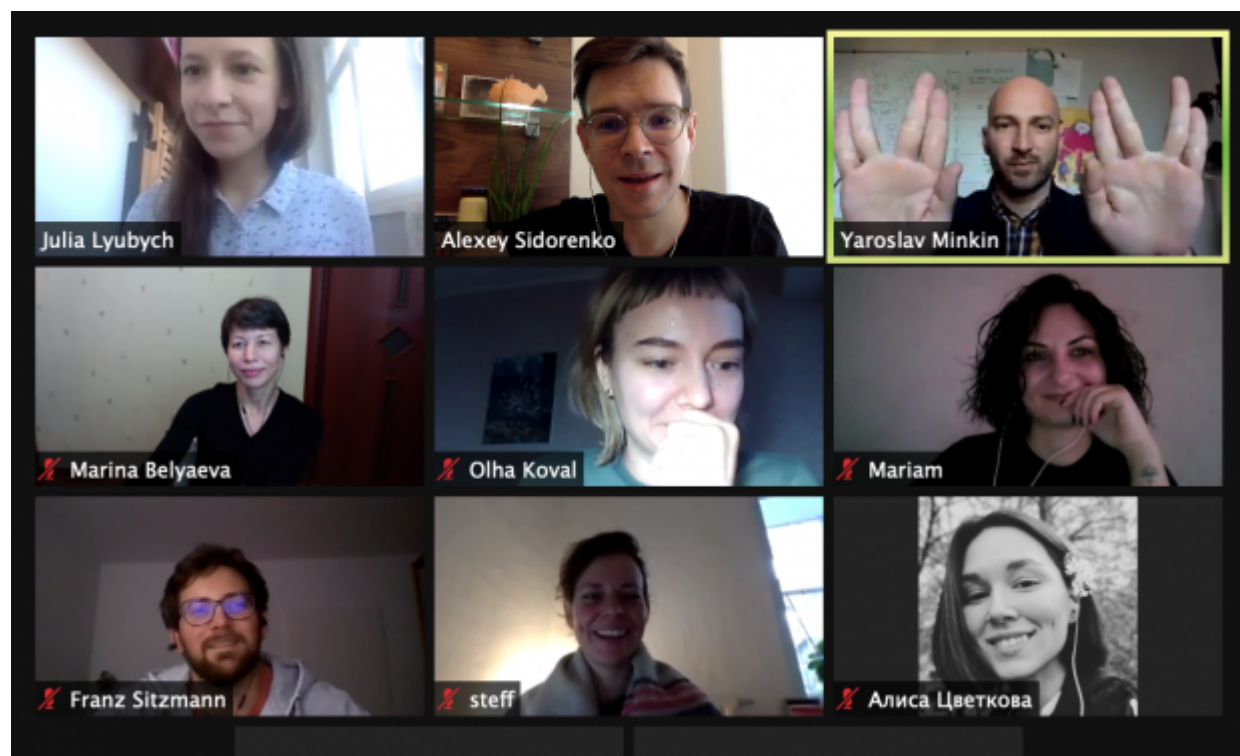 Julia Lyubych
Alexey Sidorenko
Yaroslav Minkin
Marina Belyaeva
Olha Koval
Mariam
Franz Sitzmann
steff
Алиса Цветкова